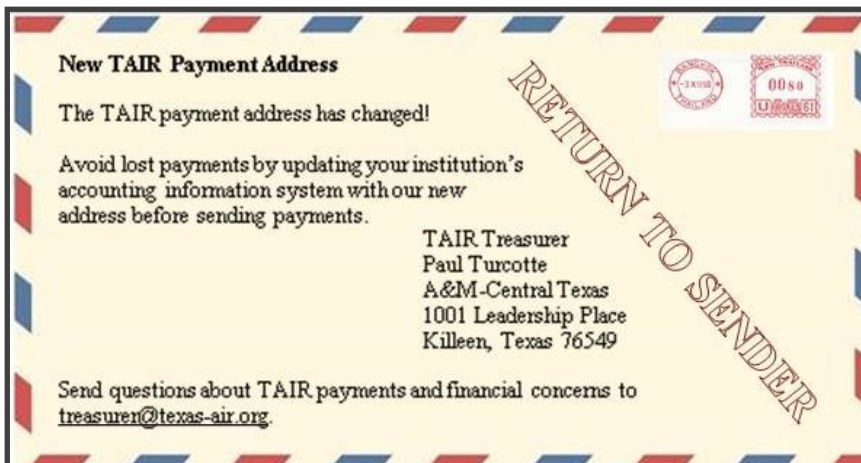 New TAIR Payment Address
The TAIR payment address has changed!
Avoid lost payments by updating your institution's
accounting information system with our new
address before sending payments.
TAIR Treasurer
Paul Turcotte
A&M-Central Texas
1001 Leadership Place
Killeen, Texas 76549
Send questions about TAIR payments and financial concerns to
treasurer@texas-air.org.
RETURN TO SENDER
BANGKOK
THAILAND
0080